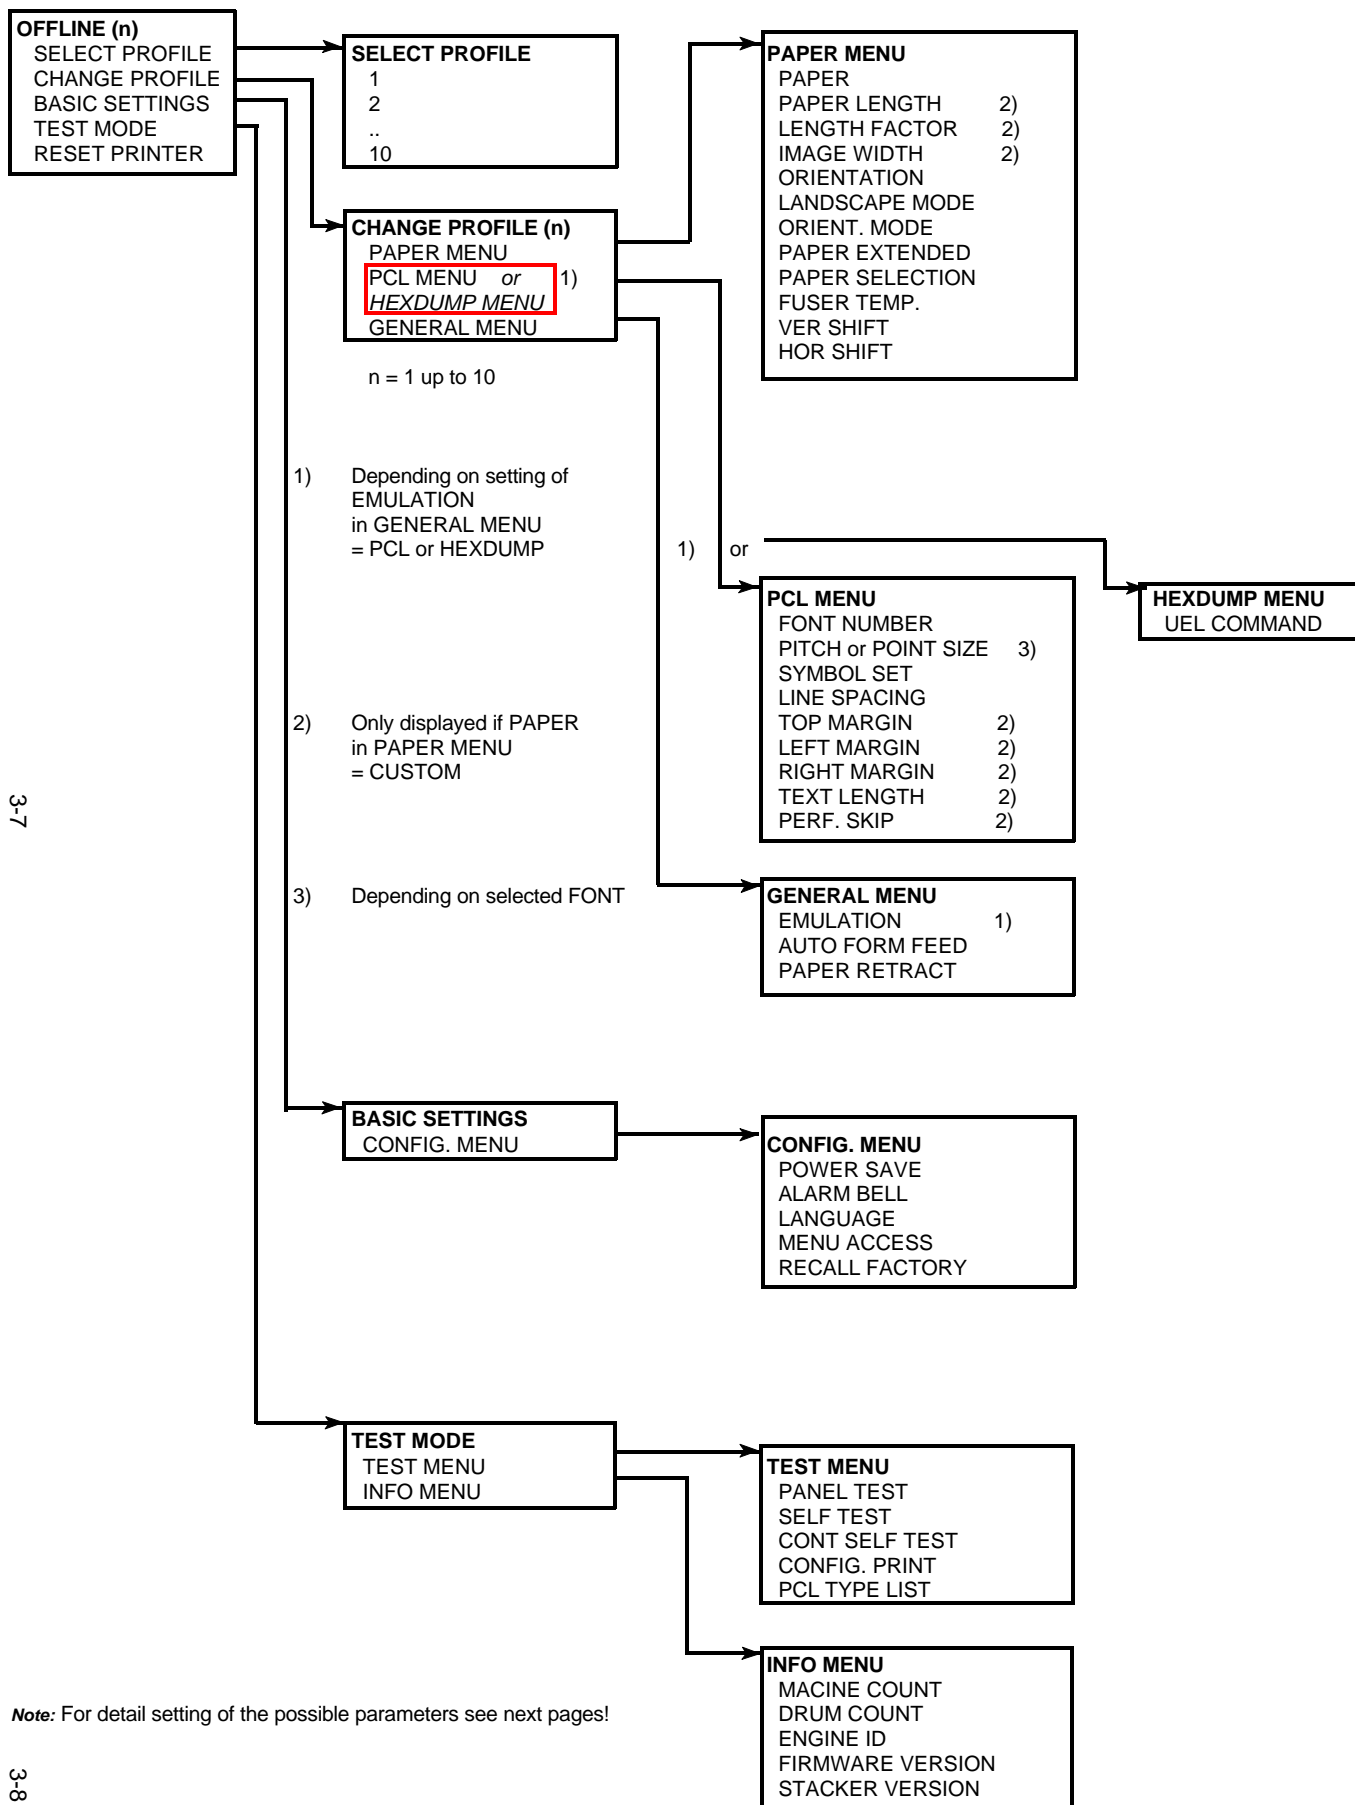 OFFLINE (n)
SELECT PROFILE
CHANGE PROFILE
BASIC SETTINGS
TEST MODE
RESET PRINTER
SELECT PROFILE
1
2
..
10
CHANGE PROFILE (n)
PAPER MENU
PCL MENU or 1)
HEXDUMP MENU
GENERAL MENU
n = 1 up to 10
PAPER MENU
PAPER
PAPER LENGTH 2)
LENGTH FACTOR 2)
IMAGE WIDTH 2)
ORIENTATION
LANDSCAPE MODE
ORIENT. MODE
PAPER EXTENDED
PAPER SELECTION
FUSER TEMP.
VER SHIFT
HOR SHIFT
1) Depending on setting of
EMULATION
in GENERAL MENU
= PCL or HEXDUMP
1) or
PCL MENU
FONT NUMBER
PITCH or POINT SIZE 3)
SYMBOL SET
LINE SPACING
TOP MARGIN 2)
LEFT MARGIN 2)
RIGHT MARGIN 2)
TEXT LENGTH 2)
PERF. SKIP 2)
HEXDUMP MENU
UEL COMMAND
2) Only displayed if PAPER
in PAPER MENU
= CUSTOM
3-7
3) Depending on selected FONT
GENERAL MENU
EMULATION 1)
AUTO FORM FEED
PAPER RETRACT
BASIC SETTINGS
CONFIG. MENU
CONFIG. MENU
POWER SAVE
ALARM BELL
LANGUAGE
MENU ACCESS
RECALL FACTORY
TEST MODE
TEST MENU
INFO MENU
TEST MENU
PANEL TEST
SELF TEST
CONT SELF TEST
CONFIG. PRINT
PCL TYPE LIST
INFO MENU
MACINE COUNT
DRUM COUNT
ENGINE ID
FIRMWARE VERSION
STACKER VERSION
Note: For detail setting of the possible parameters see next pages!
3-8